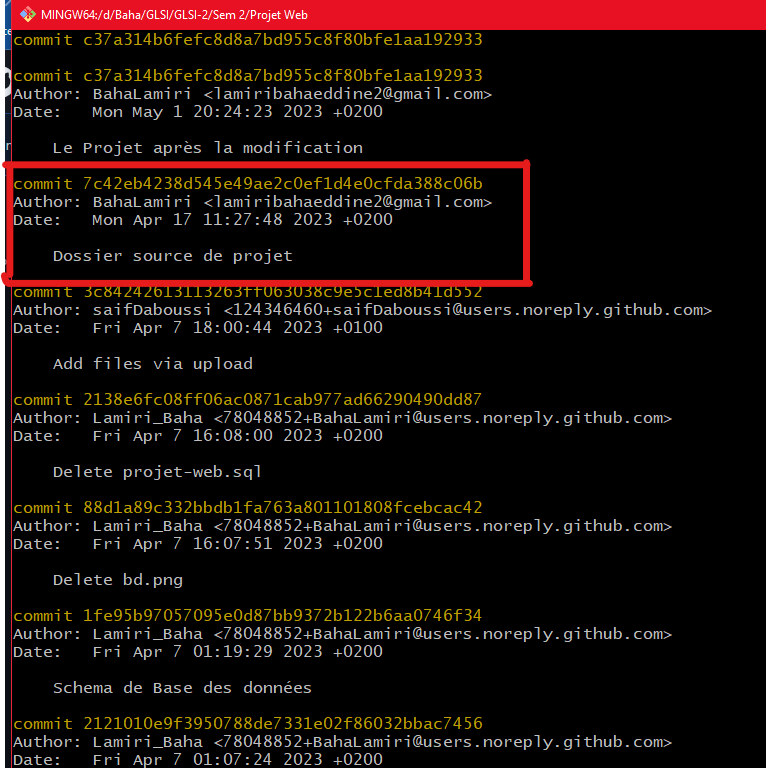 MINGW64:/d/Baha/GLSI/GLSI-2/Sem 2/Projet Web
commit c37a314b6fefc8d8a7bd955c8f80bfe1aa192933
commit c37a314b6fefc8d8a7bd955c8f80bfe1aa192933
Author: BahaLamiri <lamiribahaeddine2@gmail.com>
Date:   Mon May 1 20:24:23 2023 +0200
Le Projet après la modification
commit 7c42eb4238d545e49ae2c0ef1d4e0cfda388c06b
Author: BahaLamiri <lamiribahaeddine2@gmail.com>
Date:   Mon Apr 17 11:27:48 2023 +0200
Dossier source de projet
commit 3c84242613113263ff063038c9e5c1ed8b41d552
Author: saifDaboussi <124346460+saifDaboussi@users.noreply.github.com>
Date:   Fri Apr 7 18:00:44 2023 +0100
Add files via upload
commit 2138e6fc08ff06ac0871cab977ad66290490dd87
Author: Lamiri_Baha <78048852+BahaLamiri@users.noreply.github.com>
Date:   Fri Apr 7 16:08:00 2023 +0200
Delete projet-web.sql
commit 88d1a89c332bbdb1fa763a801101808fcebcac42
Author: Lamiri_Baha <78048852+BahaLamiri@users.noreply.github.com>
Date:   Fri Apr 7 16:07:51 2023 +0200
Delete bd.png
commit 1fe95b97057095e0d87bb9372b122b6aa0746f34
Author: Lamiri_Baha <78048852+BahaLamiri@users.noreply.github.com>
Date:   Fri Apr 7 01:19:29 2023 +0200
Schema de Base des données
commit 2121010e9f3950788de7331e02f86032bbac7456
Author: Lamiri_Baha <78048852+BahaLamiri@users.noreply.github.com>
Date:   Fri Apr 7 01:07:24 2023 +0200